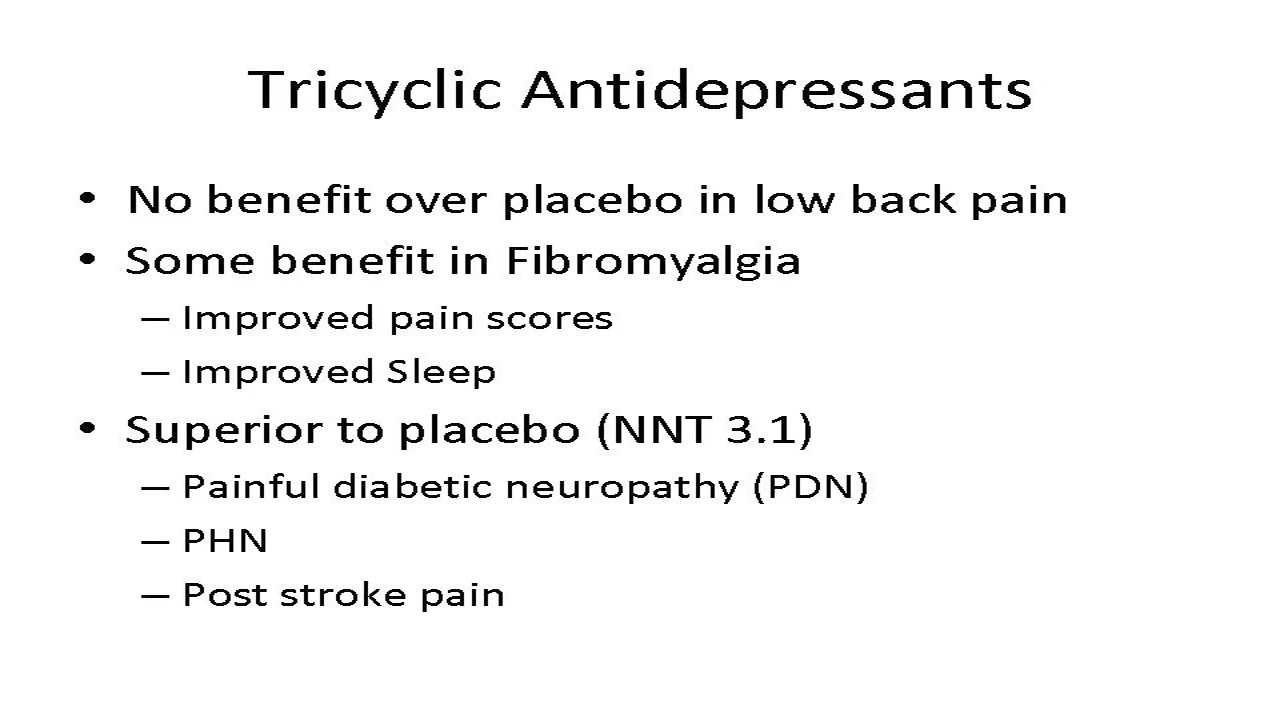 Tricyclic Antidepressants
• No benefit over placebo in low back pain
• Some benefit in Fibromyalgia
– Improved pain scores
– Improved Sleep
• Superior to placebo (NNT 3.1)
– Painful diabetic neuropathy (PDN)
– PHN
– Post stroke pain